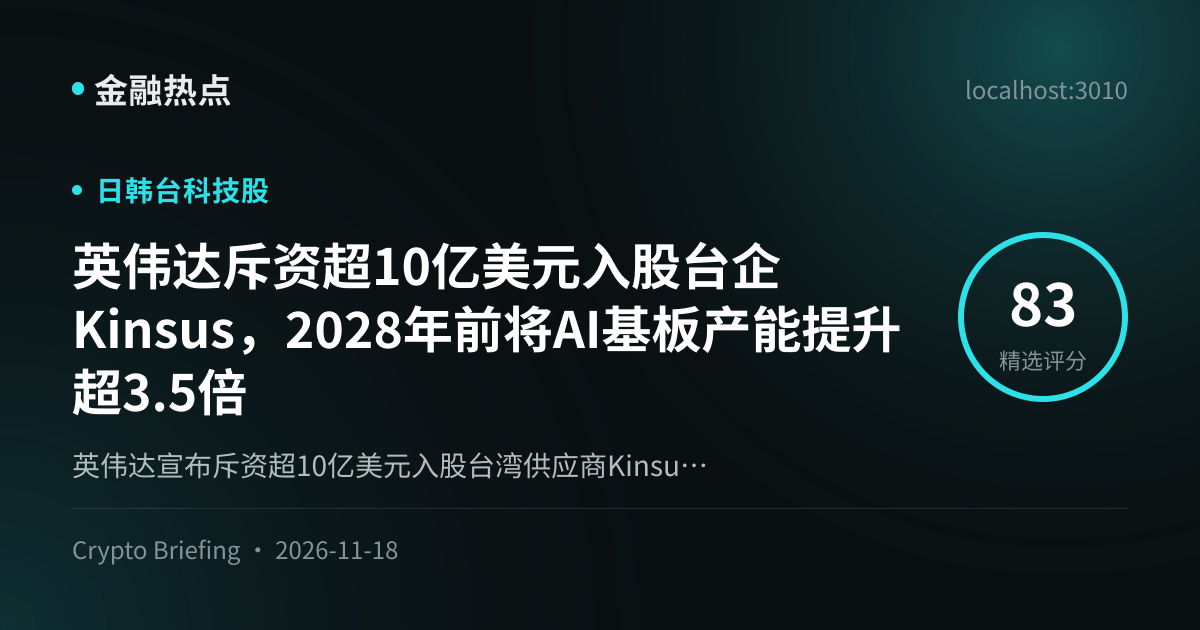 金融热点
localhost:3010
日韩台科技股
英伟达斥资超10亿美元入股台企
Kinsus，2028年前将AI基板产能提升
超3.5倍
83
精选评分
英伟达宣布斥资超10亿美元入股台湾供应商Kinsu…
Crypto Briefing · 2026-11-18